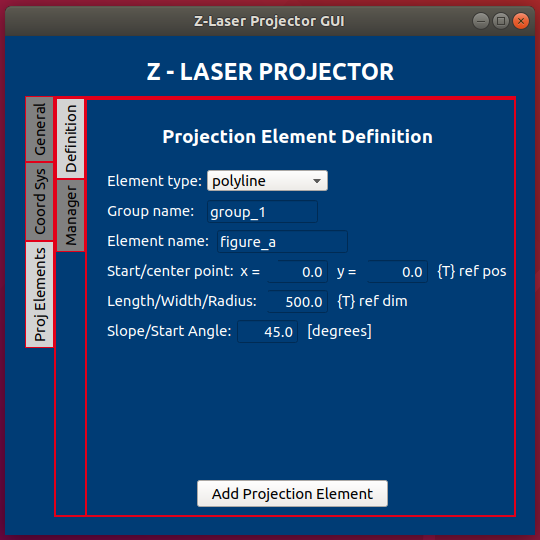 Z-Laser Projector GUI
Z - LASER PROJECTOR
General
Coord Sys
Proj Elements
Definition
Manager
Projection Element Definition
Element type: polyline
Group name: group_1
Element name: figure_a
Start/center point: x = 0.0 y = 0.0 {T} ref pos
Length/Width/Radius: 500.0 {T} ref dim
Slope/Start Angle: 45.0 [degrees]
Add Projection Element